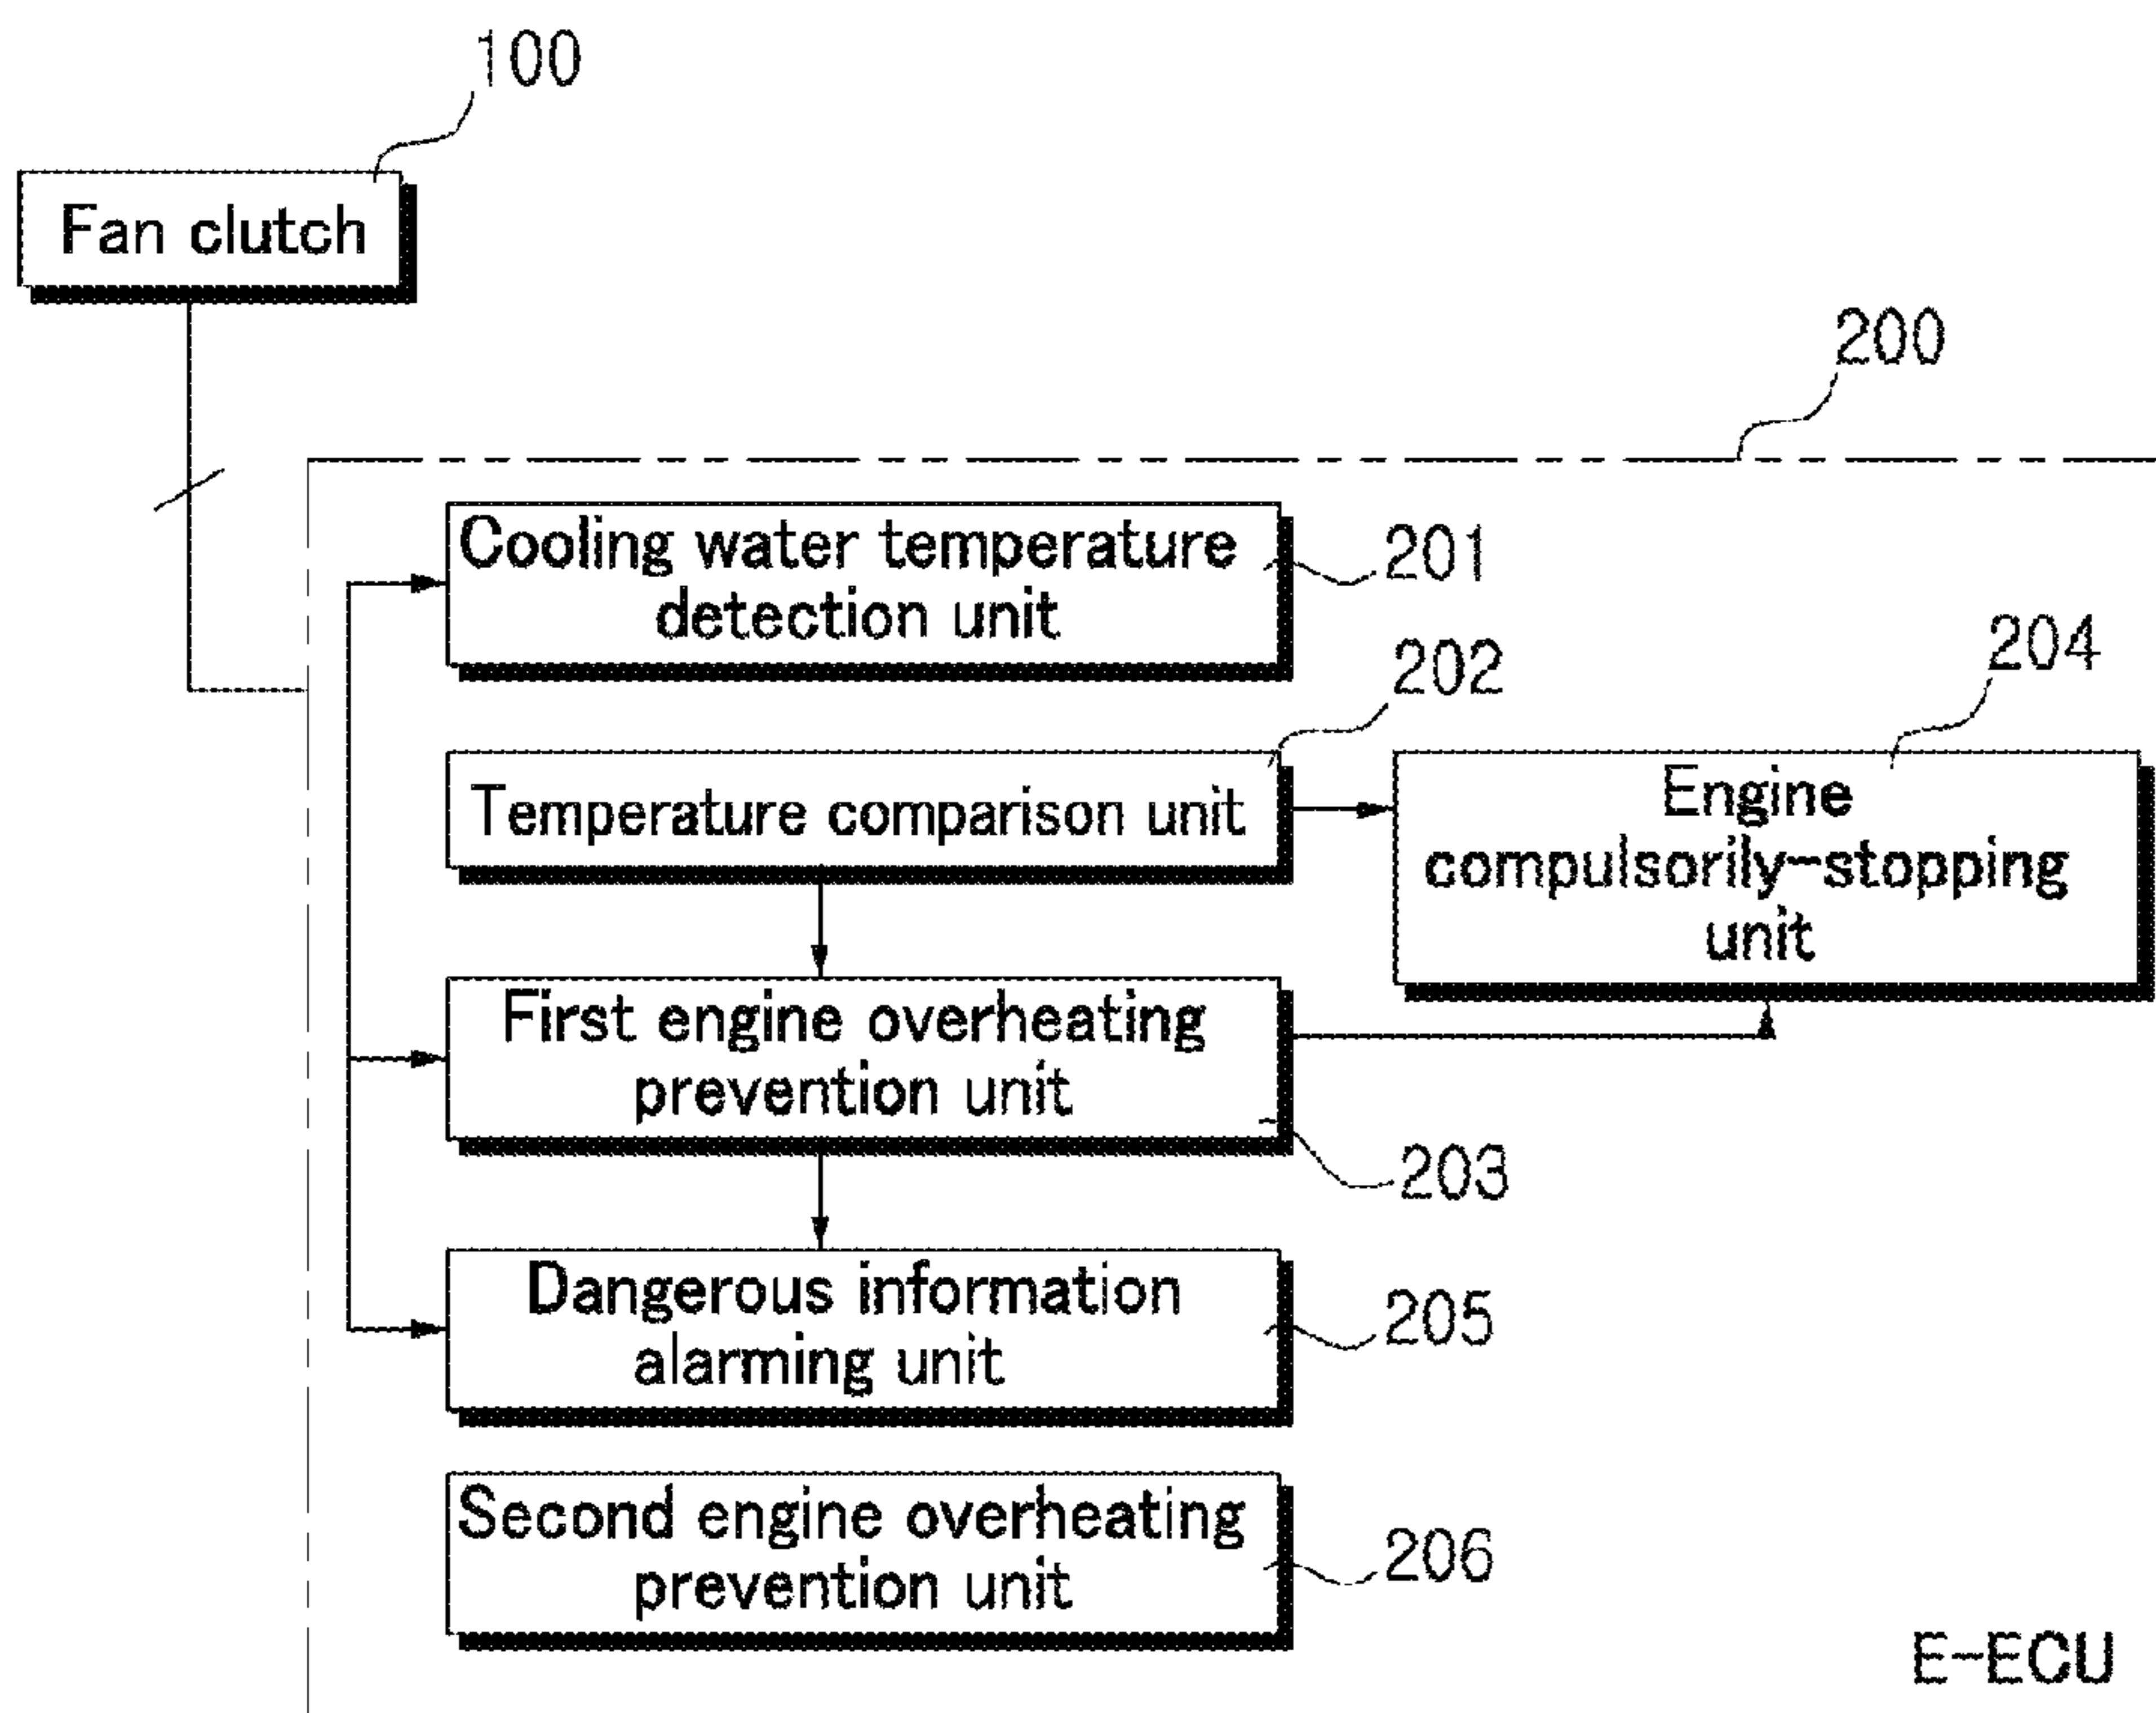 100
Fan clutch
200
Cooling water temperature
detection unit
201
202
204
Temperature comparison unit
Engine
compulsorily-stopping
unit
First engine overheating
prevention unit
203
Dangerous information
alarming unit
205
Second engine overheating
prevention unit
206
E-ECU